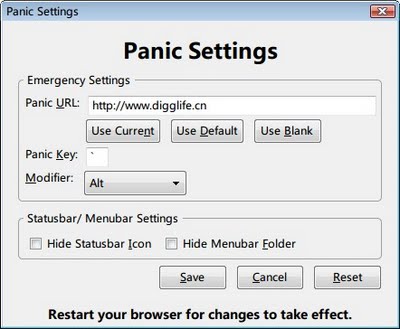 Panic Settings
Panic Settings
Emergency Settings
Panic URL: http://www.digglife.cn
Use Current Use Default Use Blank
Panic Key: `
Modifier: Alt
Statusbar/ Menubar Settings
Hide Statusbar Icon Hide Menubar Folder
Save Cancel Reset
Restart your browser for changes to take effect.